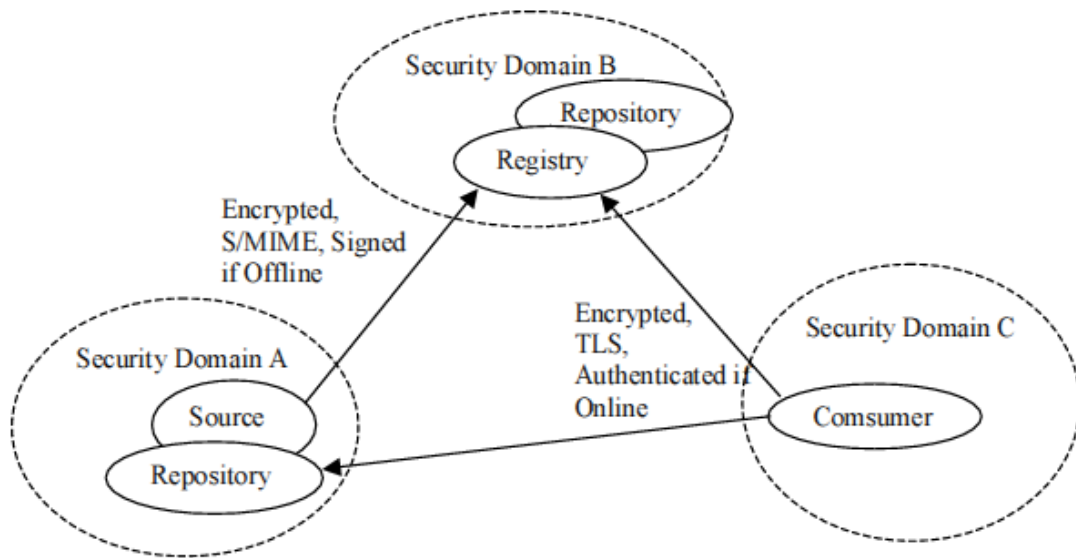 Security Domain B
Repository
Registry
Encrypted,
S/MIME, Signed
if Offline
Encrypted,
TLS,
Authenticated if
Online
Security Domain C
Comsumer
Security Domain A
Source
Repository